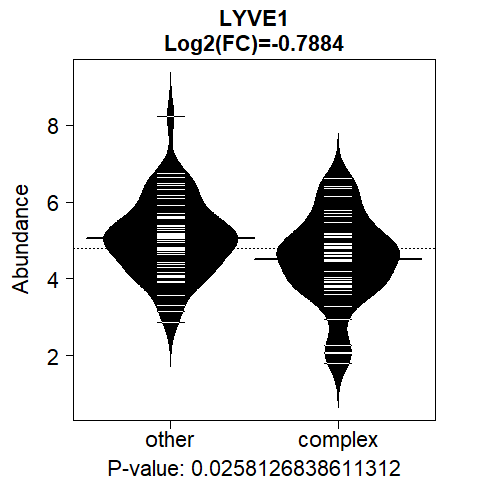 LYVE1
Log2(FC)=-0.7884
Abundance
8
6
4
2
other complex
P-value: 0.0258126838611312